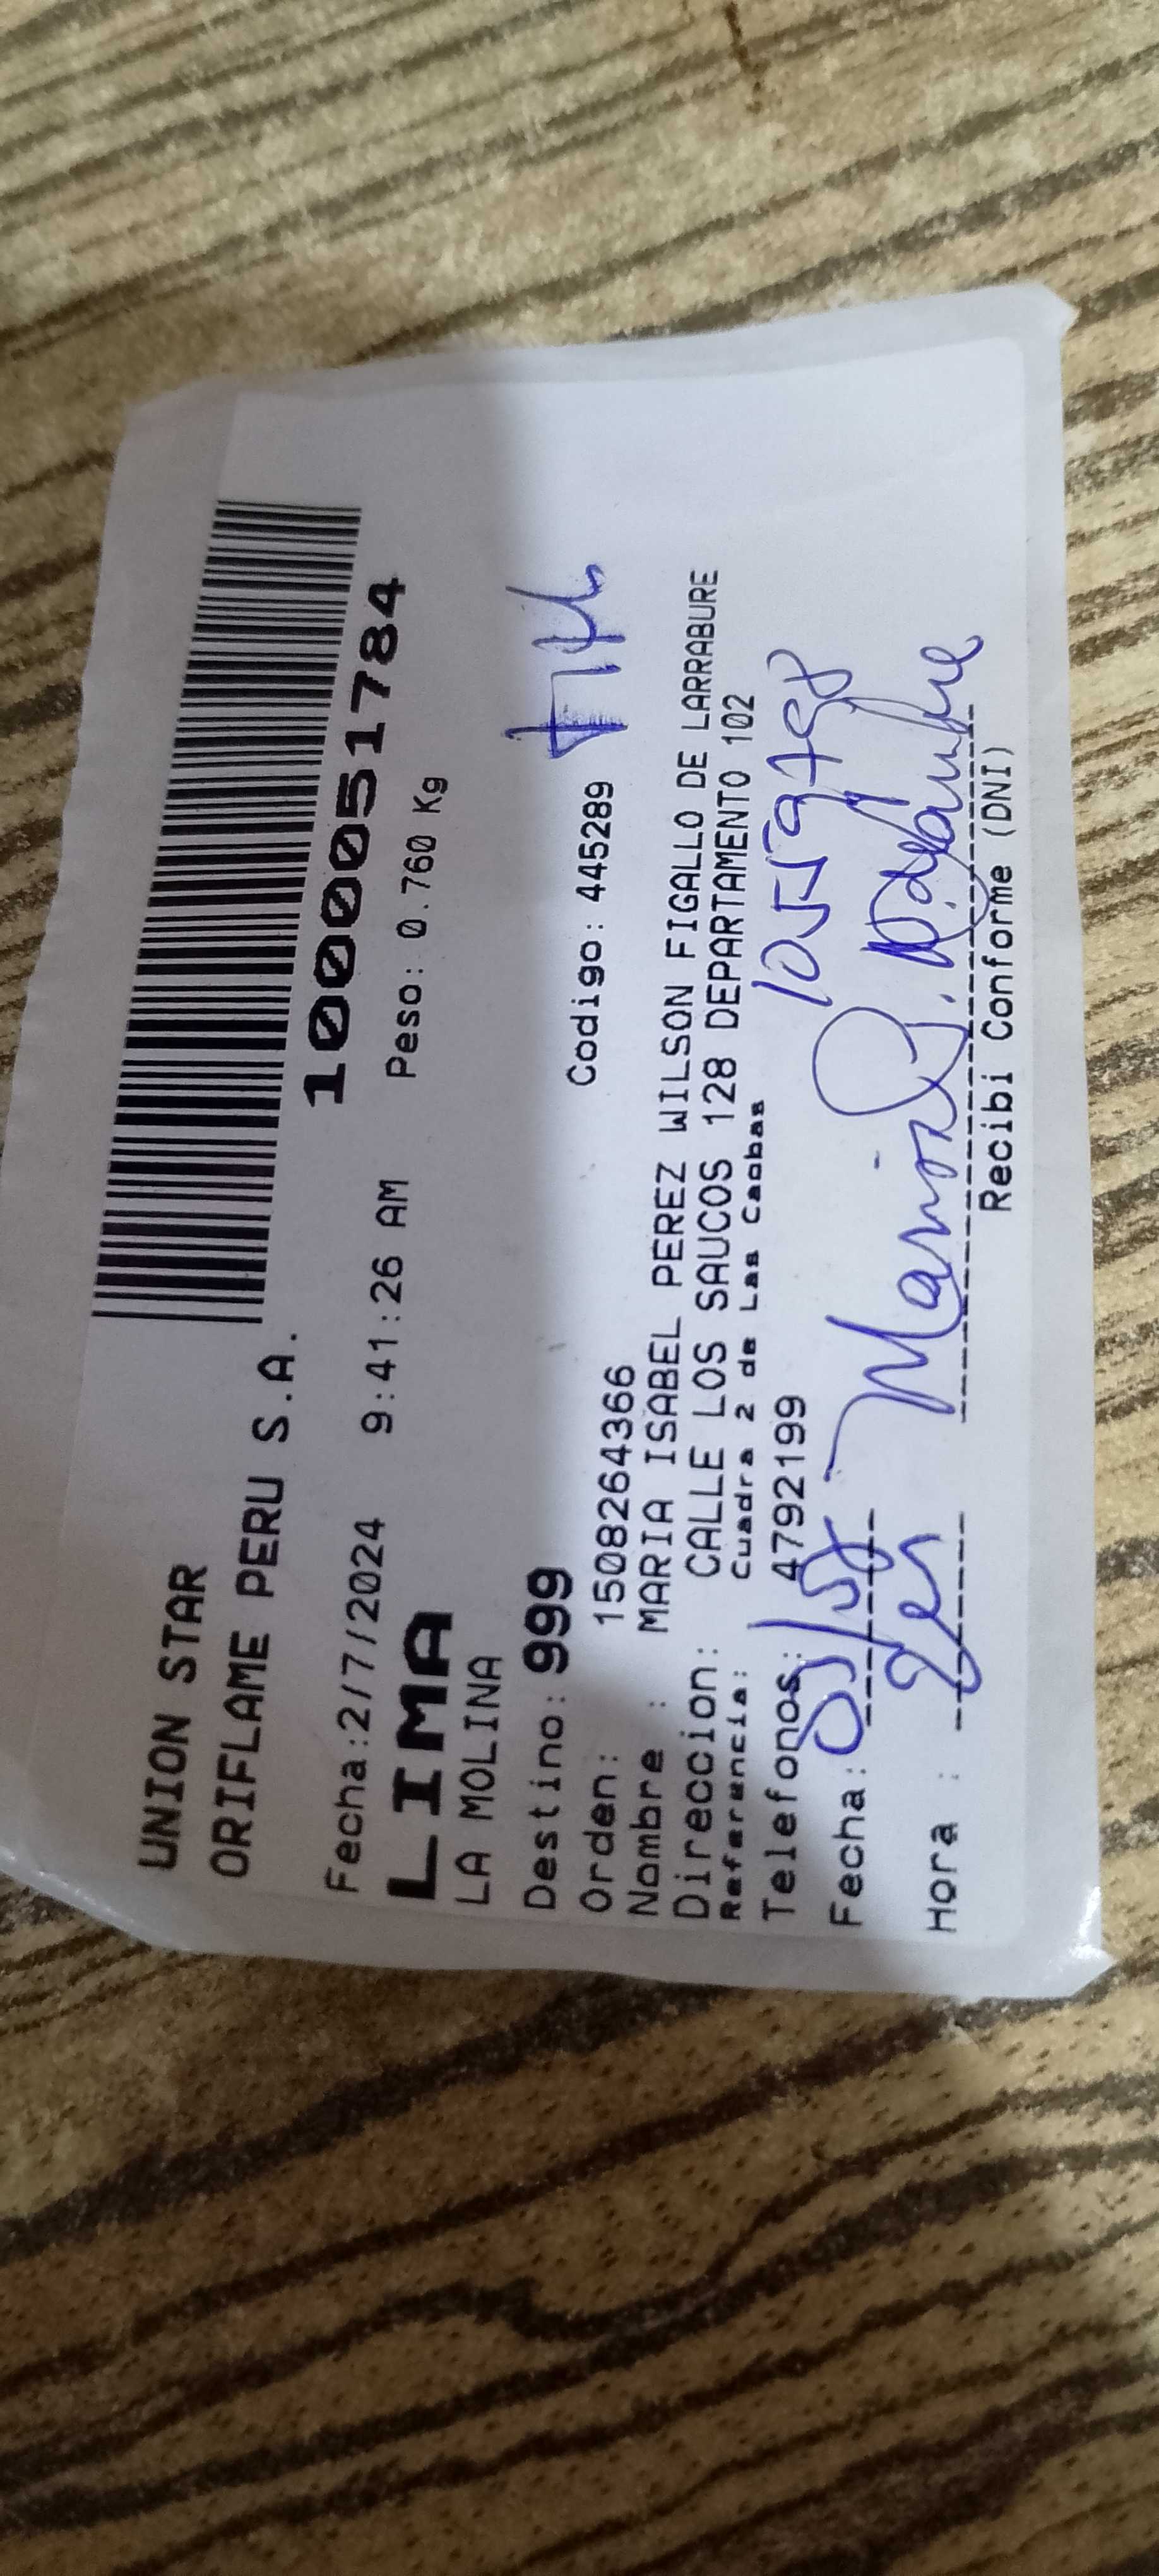 UNION STAR
ORIFLAME PERU S.A.
1000051784
Fecha:2/7/2024 9:41:26 AM Peso: 0.760 Kg
LIMA
LA MOLINA
Destino: 999 Codigo: 445289
Orden: 1508264366
Nombre : MARIA ISABEL PEREZ WILSON FIGALLO DE LARRABURE
Direccion: CALLE LOS SAUCOS 128 DEPARTAMENTO 102
Referencia: Cuadra 2 de Las Caobas
Telefonos: 4792199
Fecha:
Hora :
Recibi Conforme (DNI)